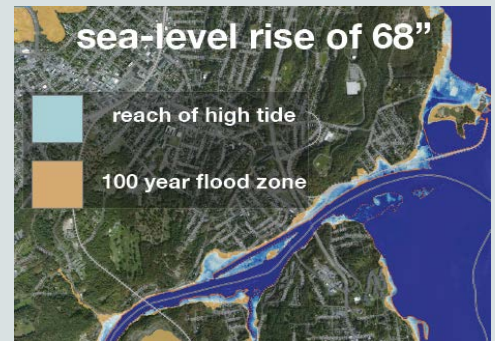 sea-level rise of 68”
reach of high tide
100 year flood zone